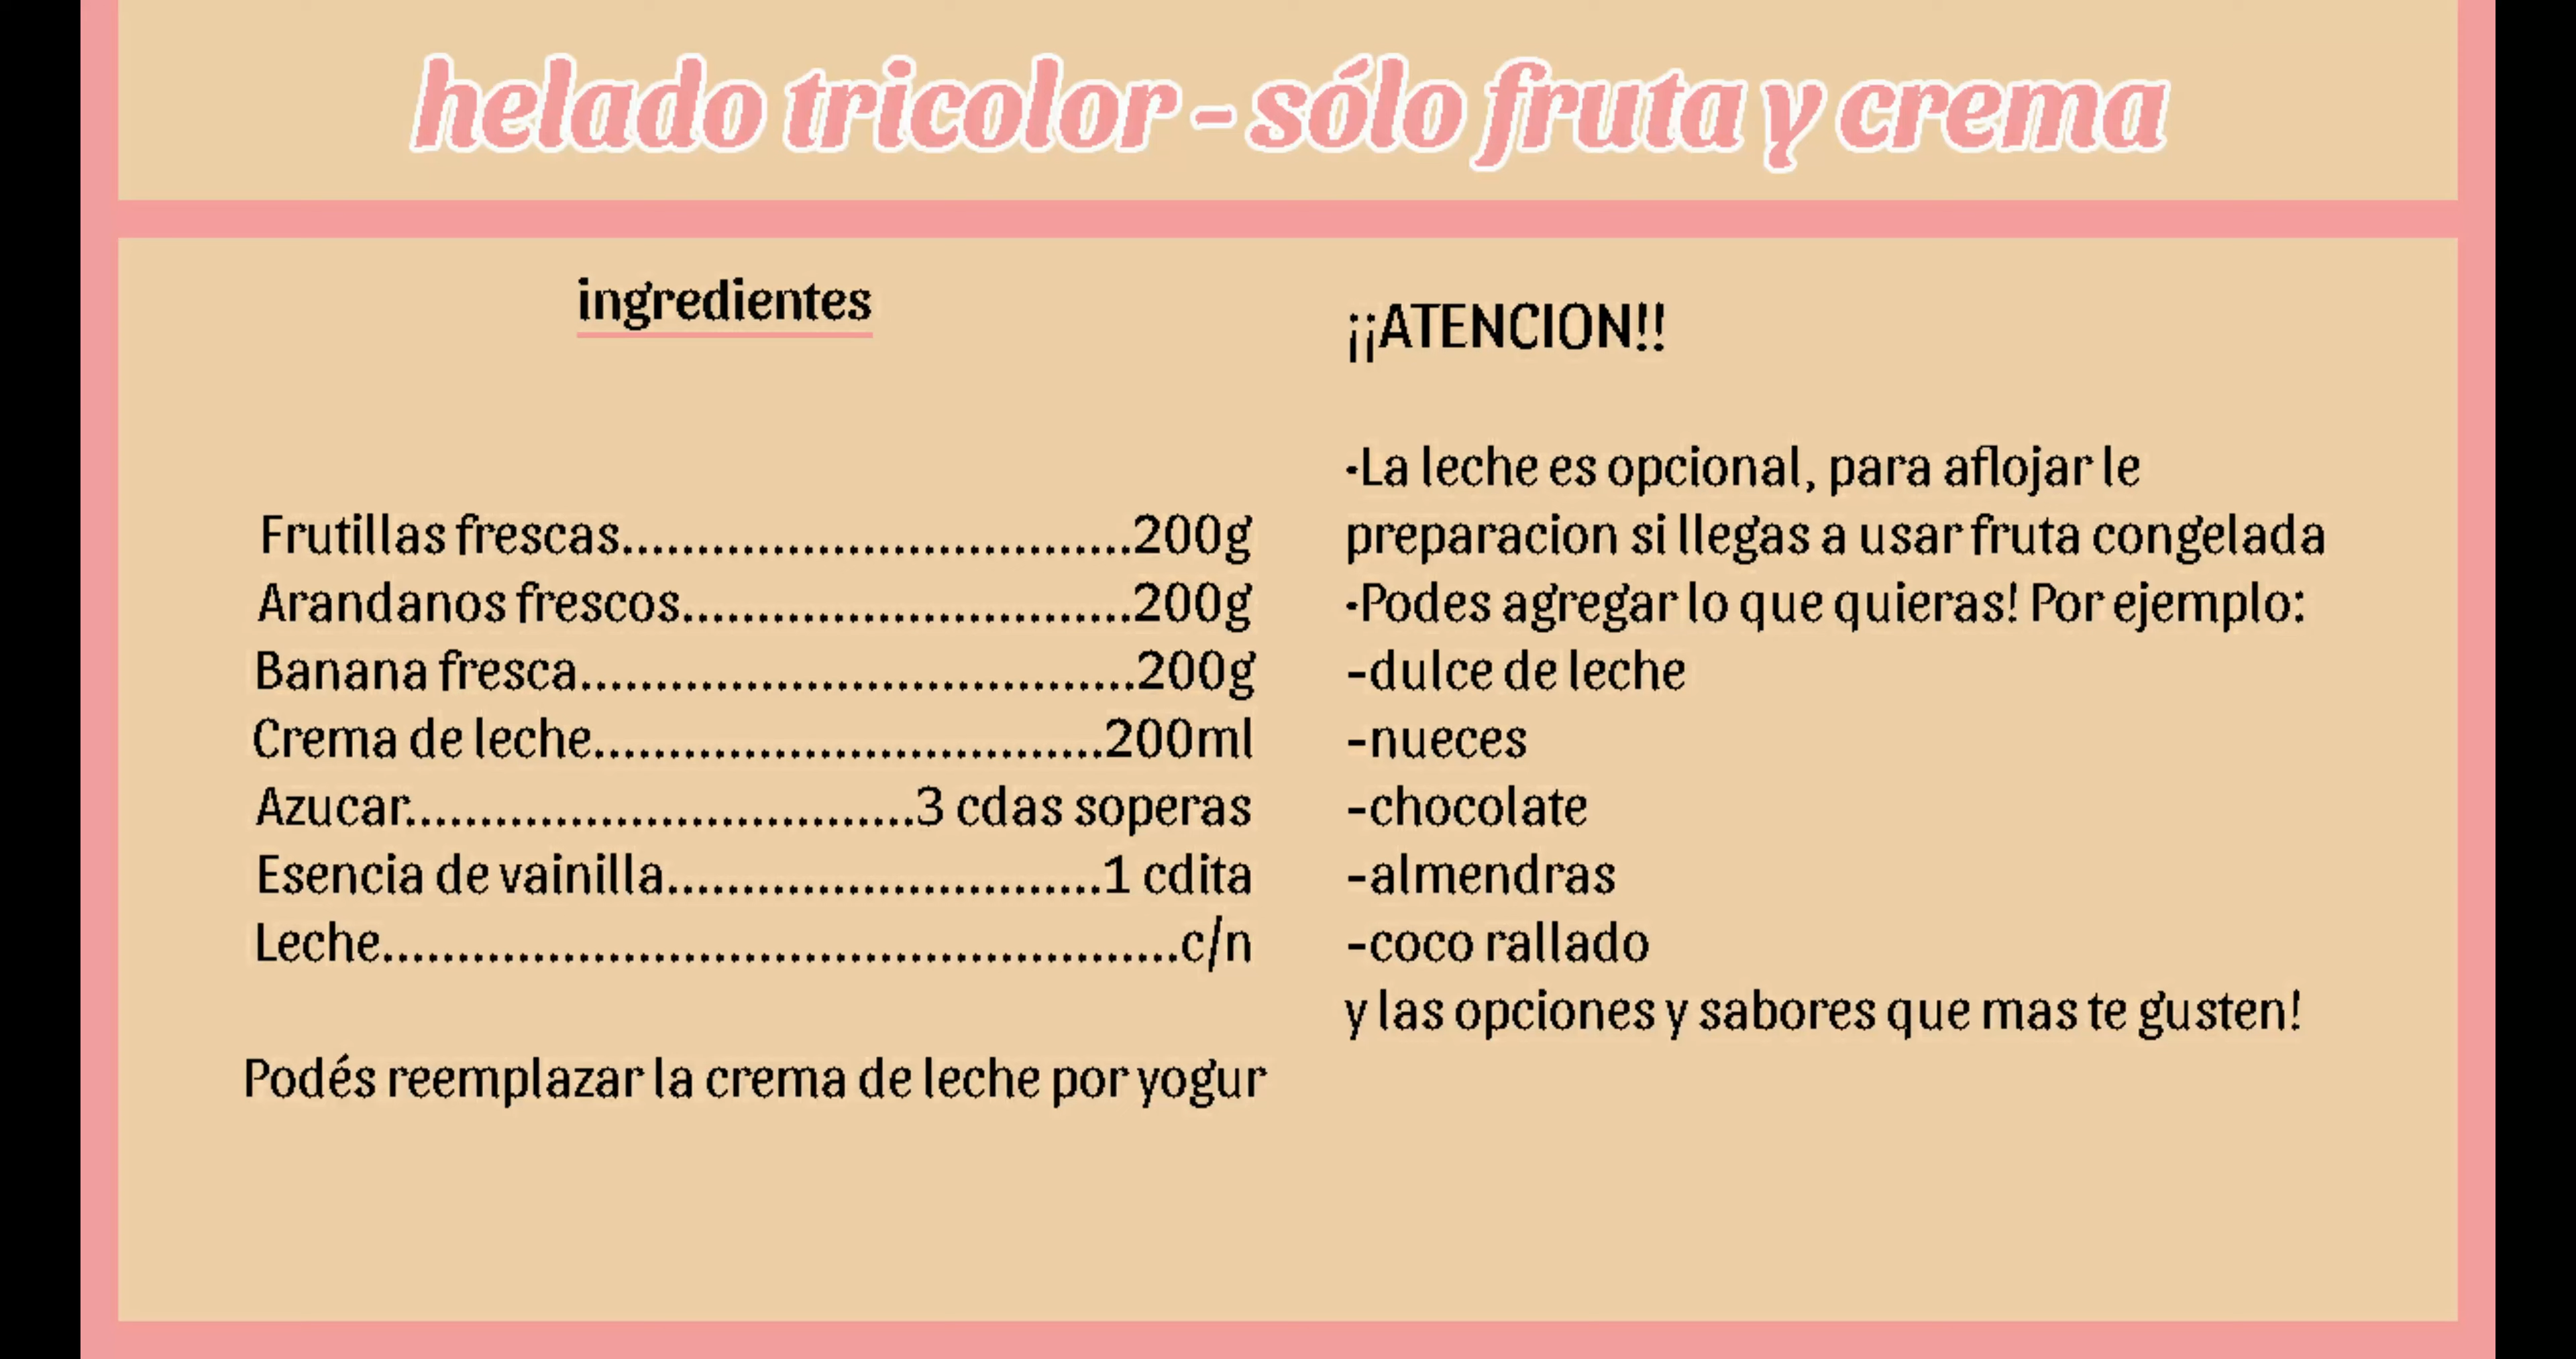 helado tricolor - sólo fruta y crema
ingredientes
Frutillas frescas..................................200g
Arandanos frescos..............................200g
Banana fresca.....................................200g
Crema de leche..................................200ml
Azucar..................................3 cdas soperas
Esencia de vainilla.............................1 cdita
Leche.....................................................c/n
Podés reemplazar la crema de leche por yogur
¡¡ATENCION!!
·La leche es opcional, para aflojar le
preparacion si llegas a usar fruta congelada
·Podes agregar lo que quieras! Por ejemplo:
-dulce de leche
-nueces
-chocolate
-almendras
-coco rallado
y las opciones y sabores que mas te gusten!